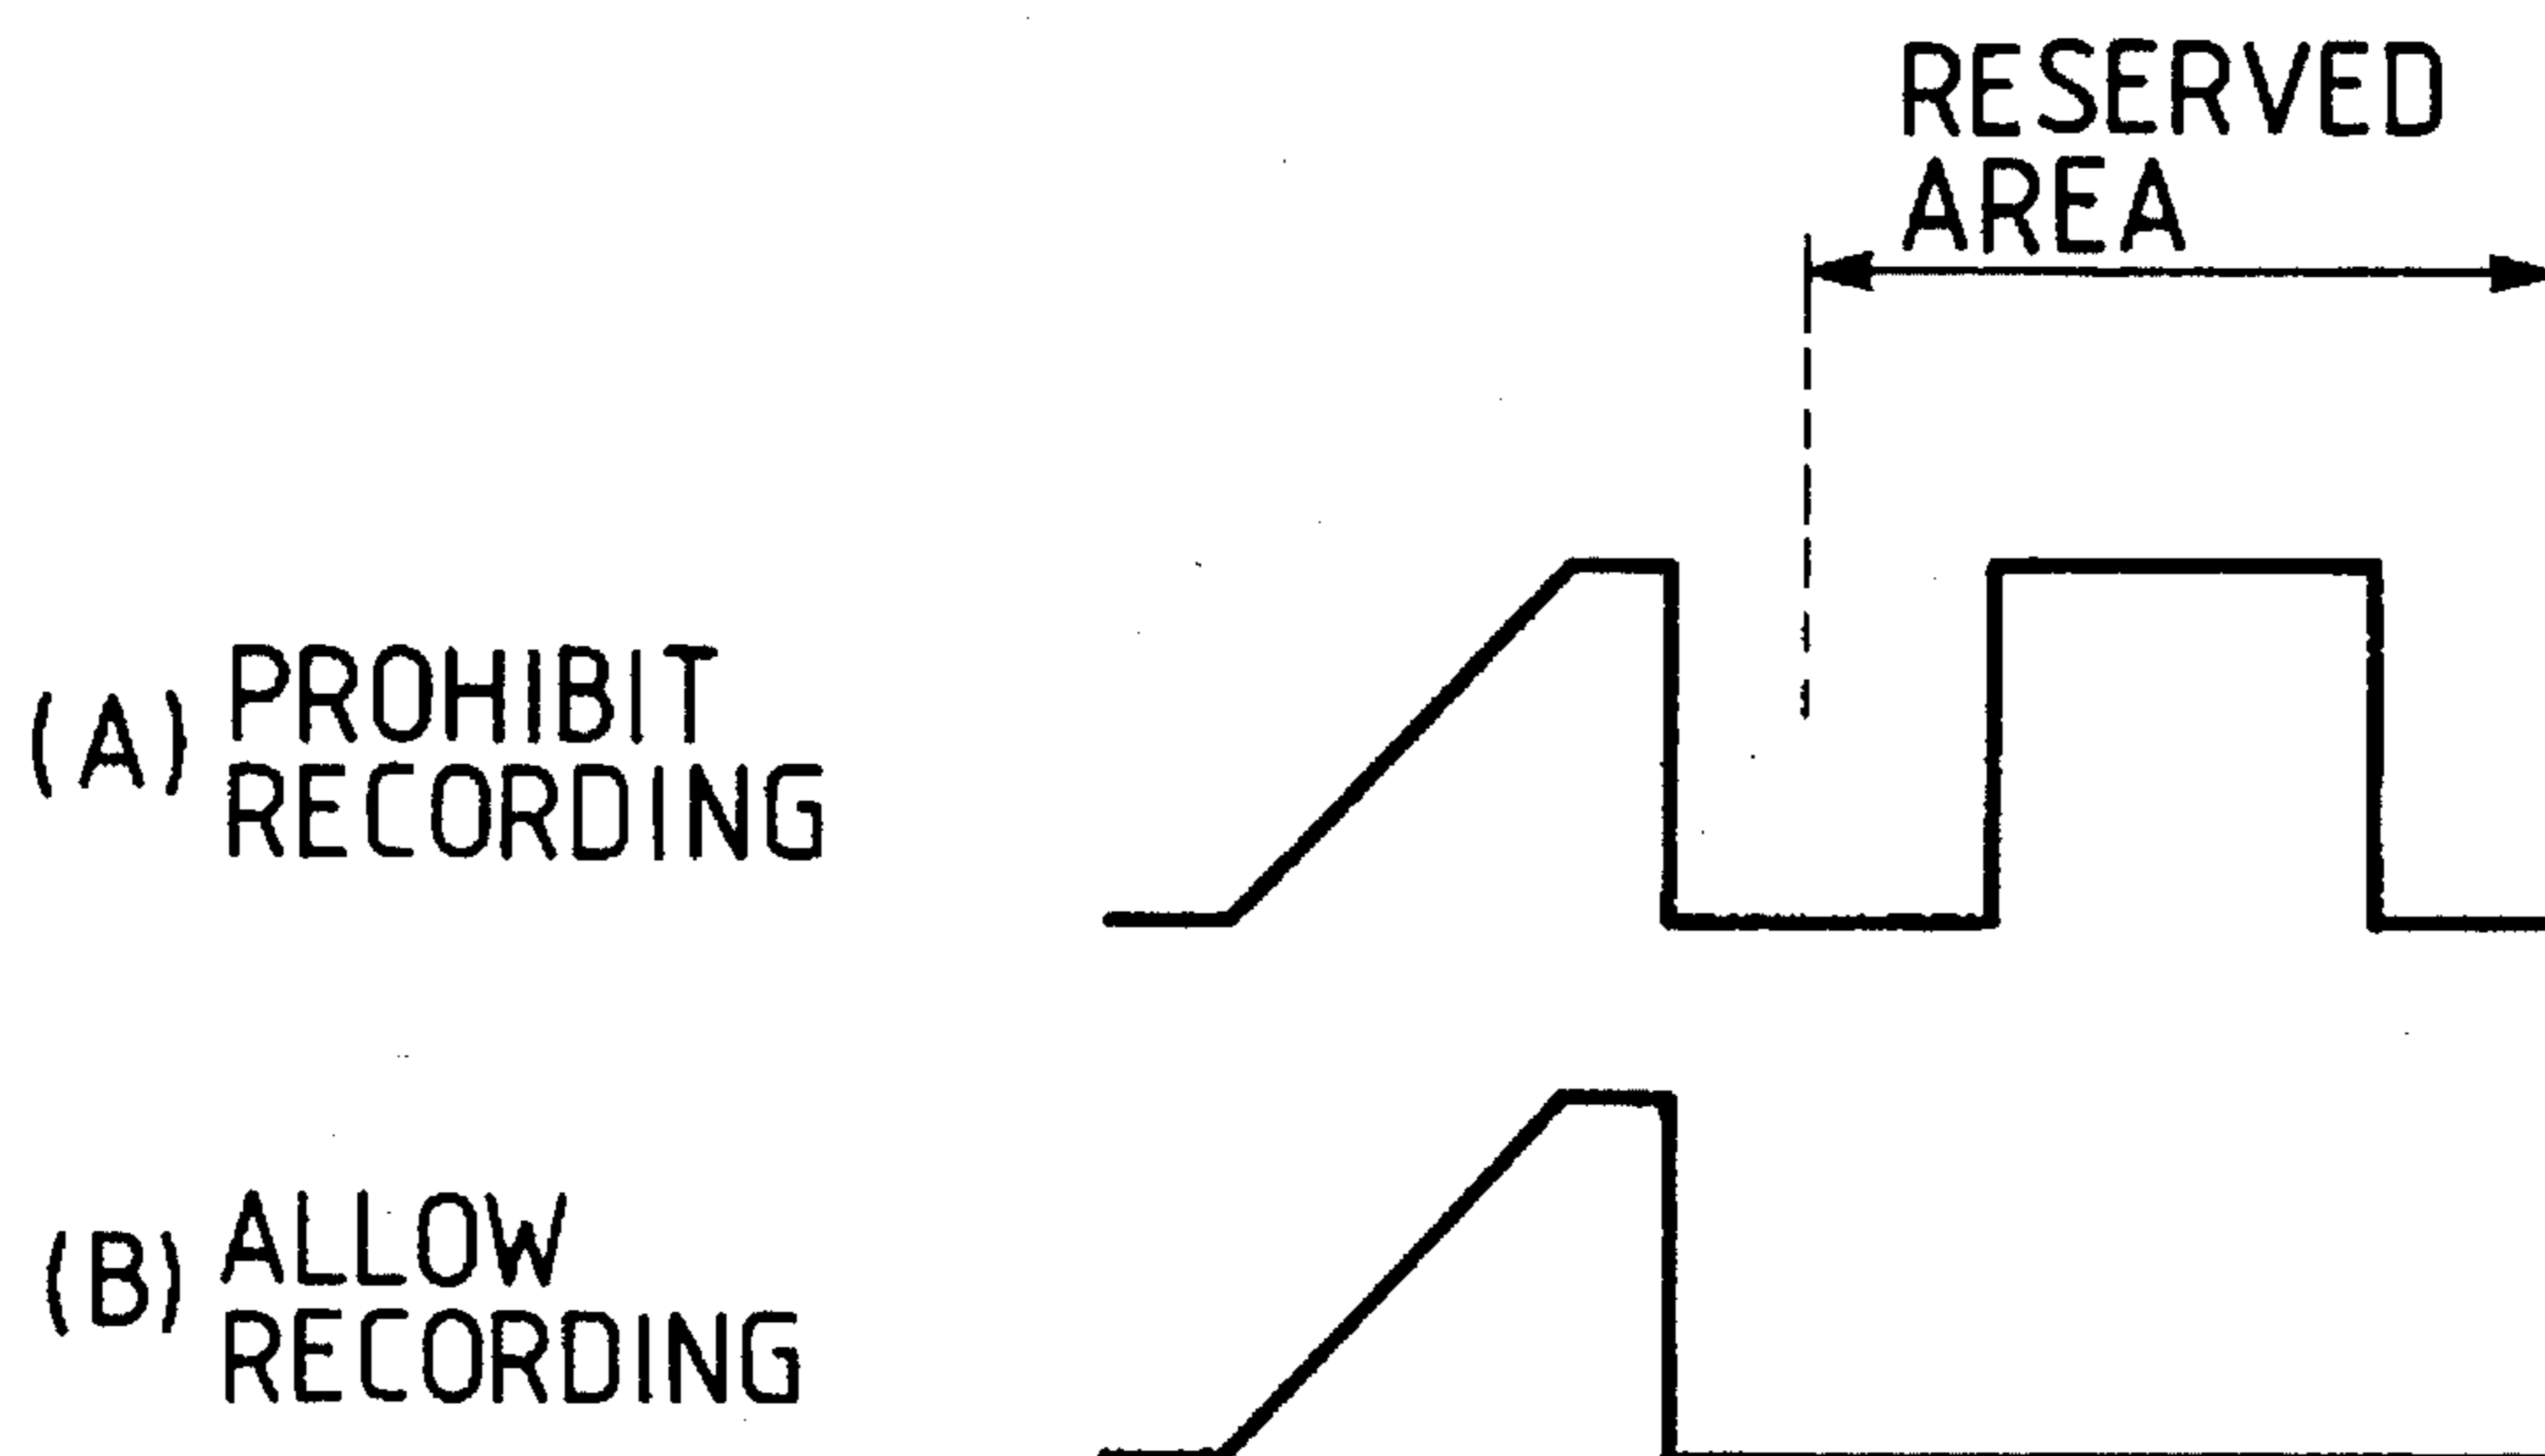 RESERVED
AREA
(A) PROHIBIT
RECORDING
(B) ALLOW
RECORDING